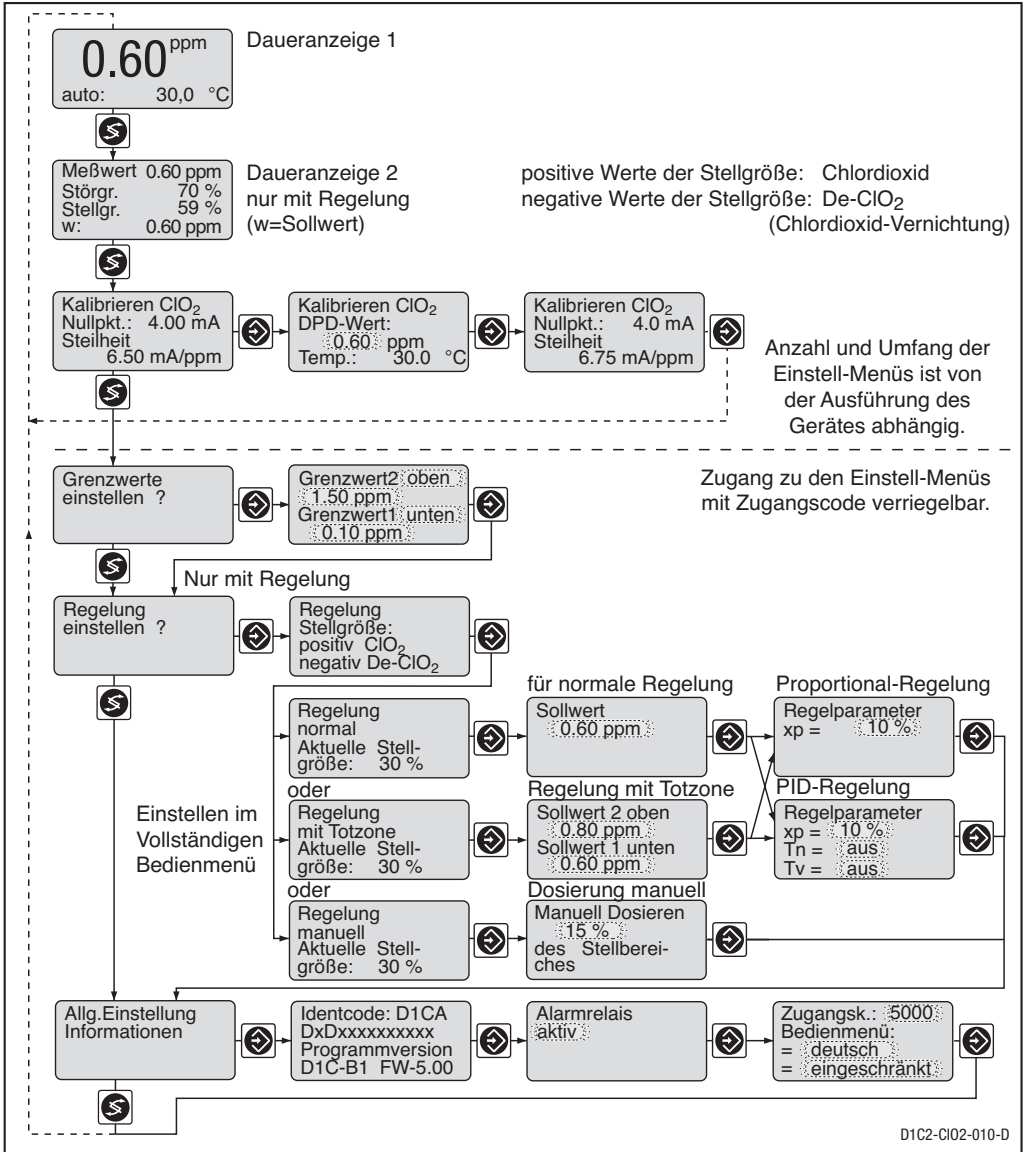 0.60 ppm
auto: 30,0 °C
Daueranzeige 1
Meßwert 0.60 ppm
Störgr. 70 %
Stellgr. 59 %
w: 0.60 ppm
Daueranzeige 2
nur mit Regelung
(w=Sollwert)
positive Werte der Stellgröße: Chlordioxid
negative Werte der Stellgröße: De-ClO₂
(Chlordioxid-Vernichtung)
Kalibrieren ClO₂
Nullpkt.: 4.00 mA
Steilheit
6.50 mA/ppm
Kalibrieren ClO₂
DPD-Wert:
0.60 ppm
Temp.: 30.0 °C
Kalibrieren ClO₂
Nullpkt.: 4.0 mA
Steilheit
6.75 mA/ppm
Anzahl und Umfang der
Einstell-Menüs ist von
der Ausführung des
Gerätes abhängig.
Grenzwerte
einstellen ?
Grenzwert2 oben
1.50 ppm
Grenzwert1 unten
0.10 ppm
Zugang zu den Einstell-Menüs
mit Zugangscode verriegelbar.
Nur mit Regelung
Regelung
einstellen ?
Regelung
Stellgröße:
positiv ClO₂
negativ De-ClO₂
für normale Regelung
Proportional-Regelung
Regelung
normal
Aktuelle Stell-
größe: 30 %
Sollwert
0.60 ppm
Regelparameter
xp = 10 %
oder
Regelung mit Totzone
PID-Regelung
Einstellen im
Vollständigen
Bedienmenü
Regelung
mit Totzone
Aktuelle Stell-
größe: 30 %
Sollwert 2 oben
0.80 ppm
Sollwert 1 unten
0.60 ppm
Regelparameter
xp = 10 %
Tn = aus
Tv = aus
oder
Dosierung manuell
Regelung
manuell
Aktuelle Stell-
größe: 30 %
Manuell Dosieren
15 %
des Stellberei-
ches
Allg.Einstellung
Informationen
Identcode: D1CA
DxDxxxxxxxxxx
Programmversion
D1C-B1 FW-5.00
Alarmrelais
aktiv
Zugangsk.: 5000
Bedienmenü:
= deutsch
= eingeschränkt
D1C2-ClO2-010-D